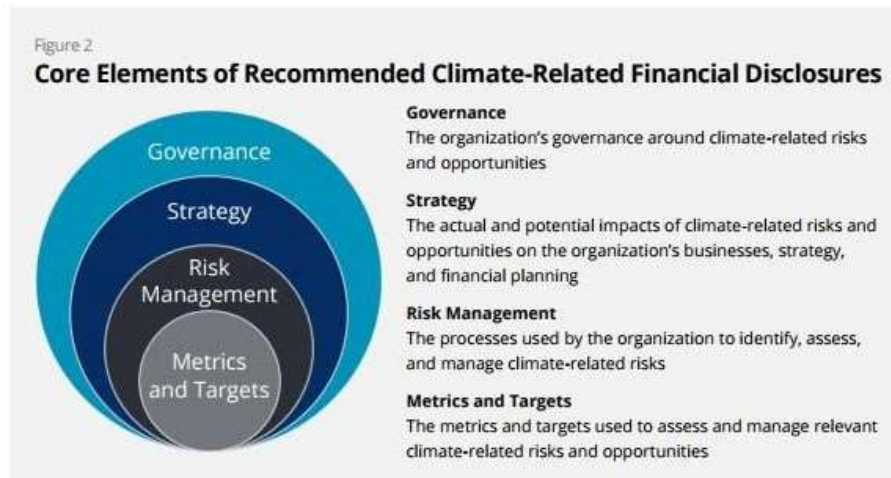 Figure 2
Core Elements of Recommended Climate-Related Financial Disclosures
Governance
Strategy
Risk
Management
Metrics
and Targets
Governance
The organization's governance around climate-related risks
and opportunities
Strategy
The actual and potential impacts of climate-related risks and
opportunities on the organization's businesses, strategy,
and financial planning
Risk Management
The processes used by the organization to identify, assess,
and manage climate-related risks
Metrics and Targets
The metrics and targets used to assess and manage relevant
climate-related risks and opportunities